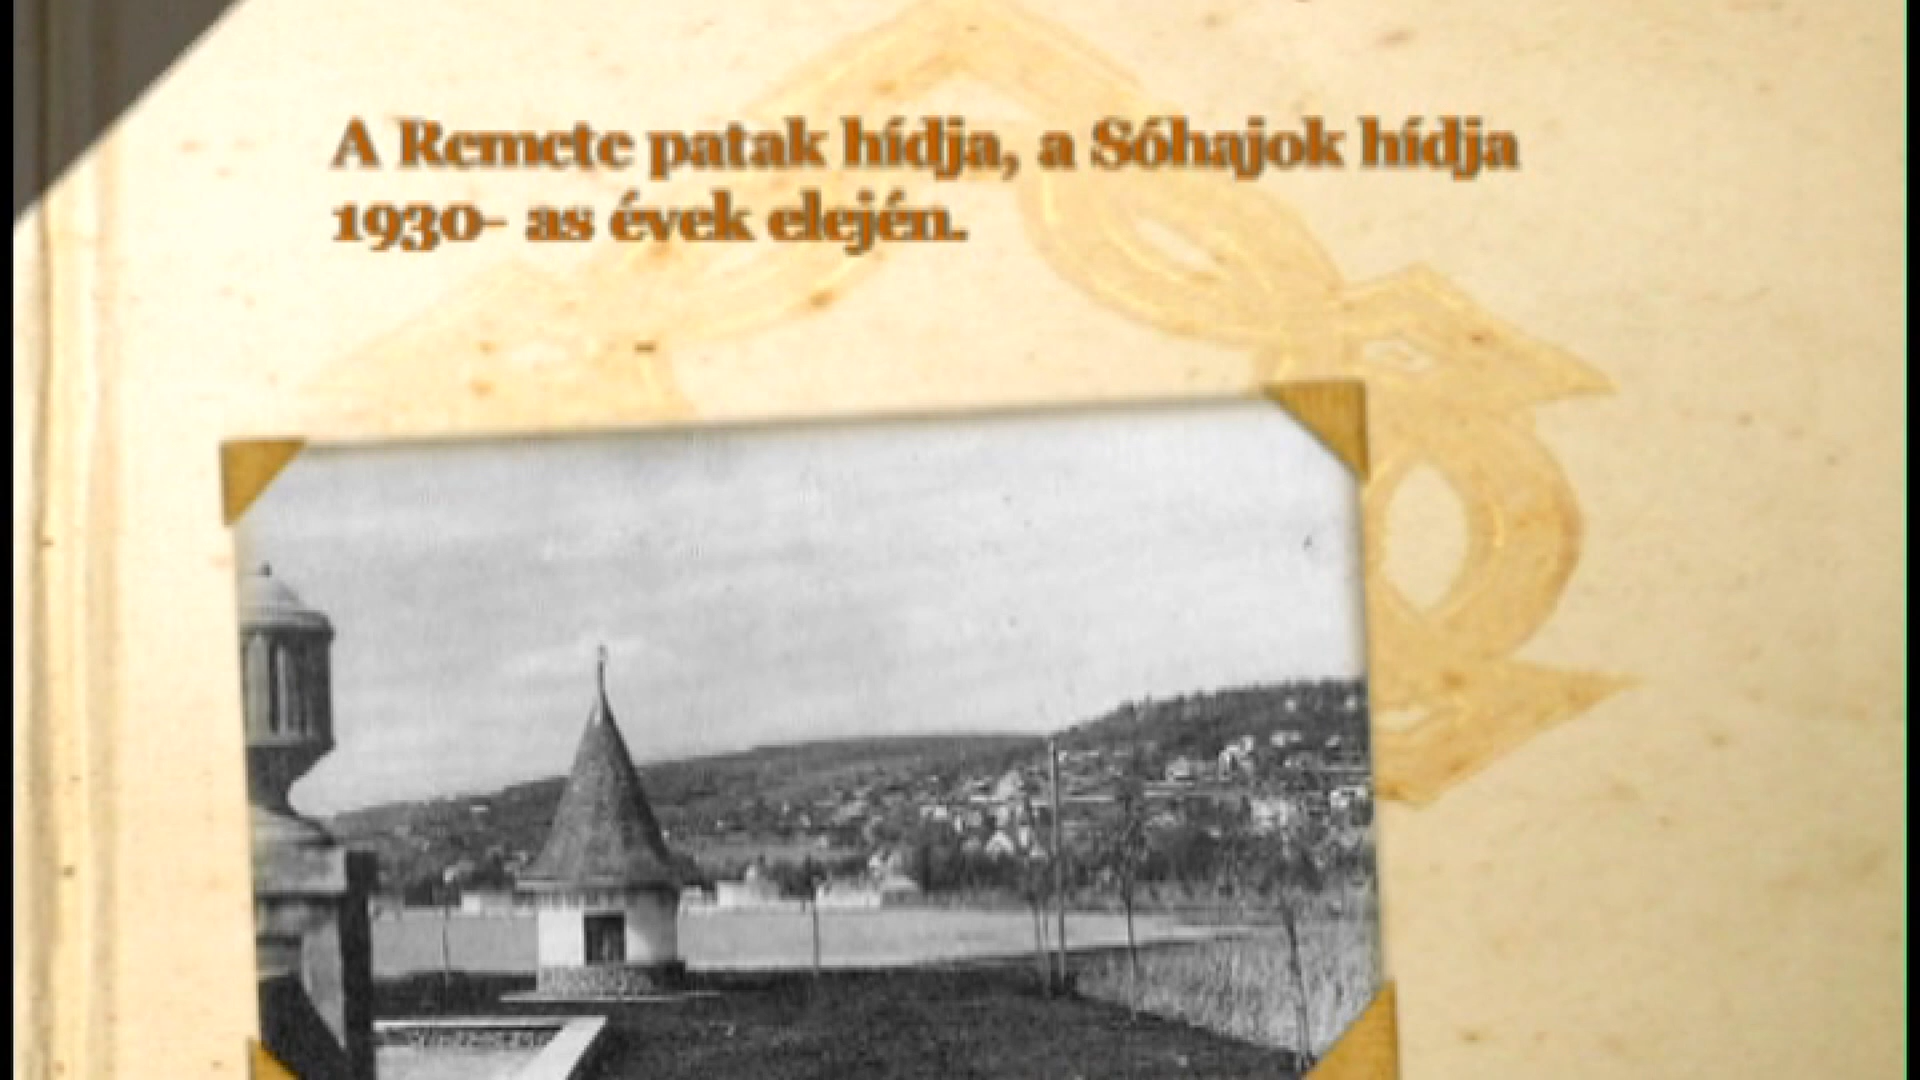 A Remete patak hídja, a Sóhajok hídja
1930- as évek elején.